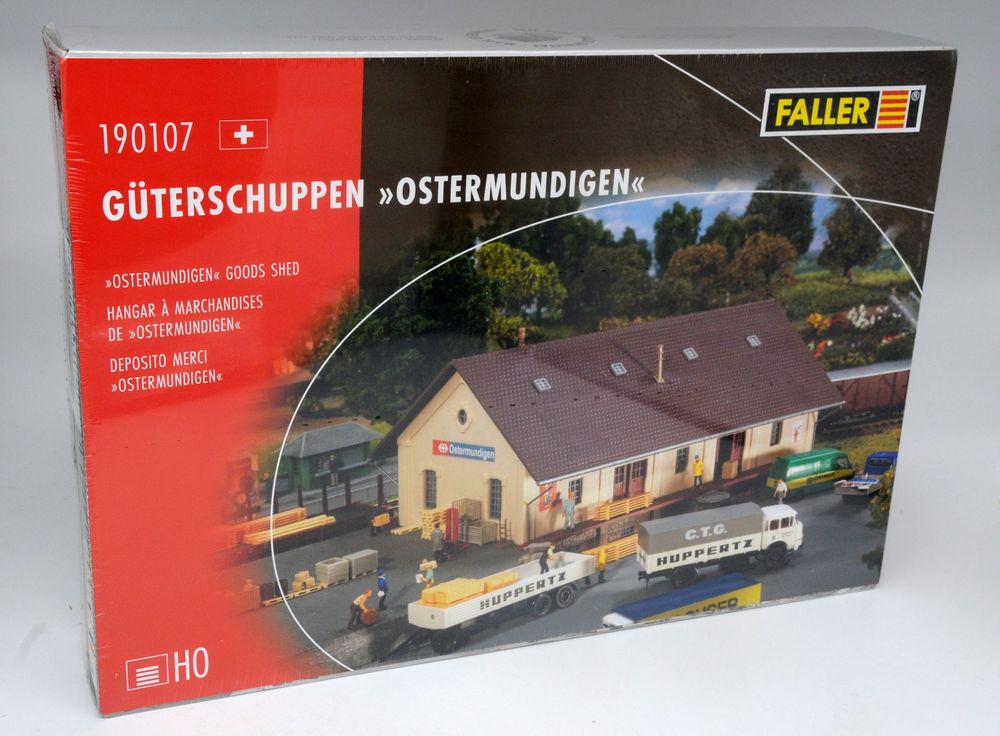 190107
FALLER ®
GÜTERSCHUPPEN »OSTERMUNDIGEN«
»OSTERMUNDIGEN« GOODS SHED
HANGAR À MARCHANDISES
DE »OSTERMUNDIGEN«
DEPOSITO MERCI
»OSTERMUNDIGEN«
Ostermundigen
C.T.G.
HUPPERTZ
HUPPERTZ
H0